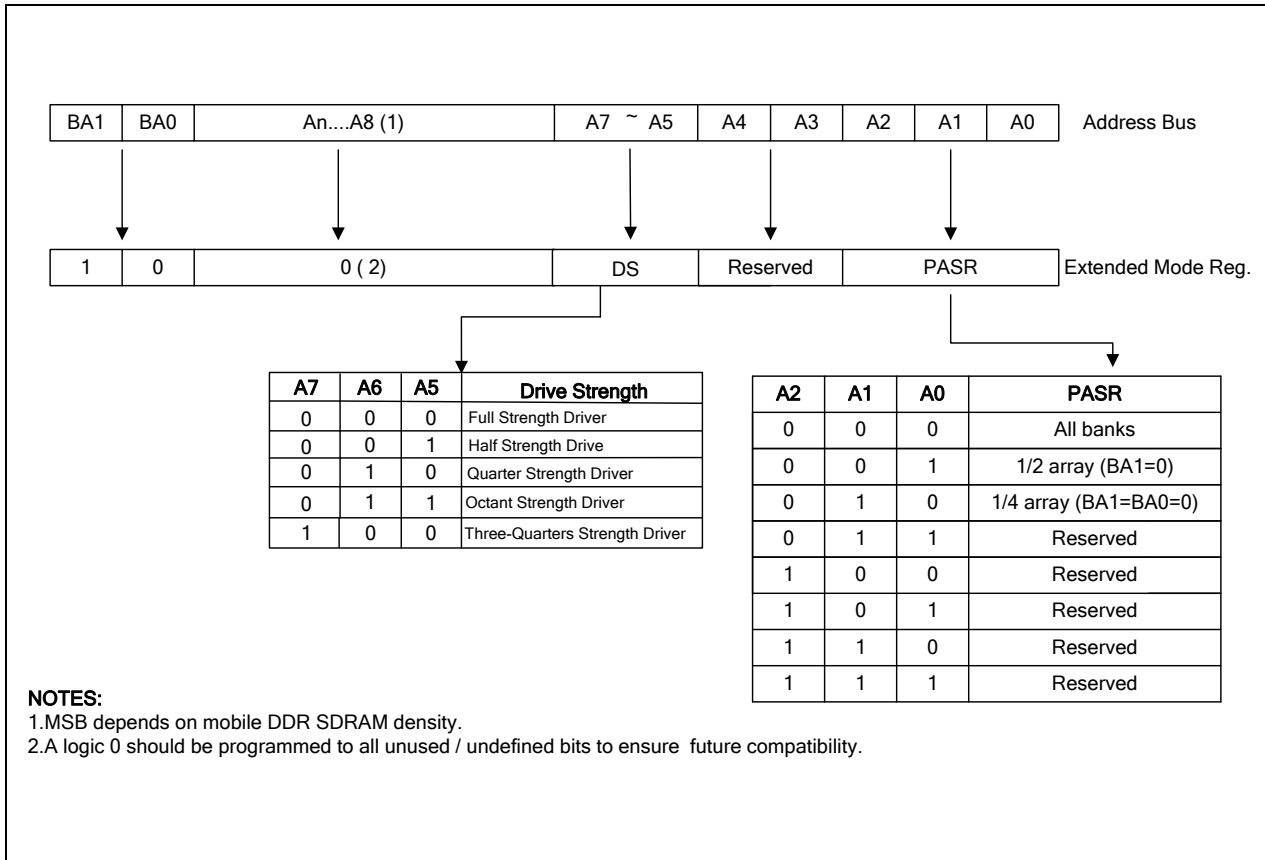 BA1 BA0 An....A8 (1) A7 ~ A5 A4 A3 A2 A1 A0 Address Bus
1 0 0 ( 2) DS Reserved PASR Extended Mode Reg.
A7 A6 A5 Drive Strength
0 0 0 Full Strength Driver
0 0 1 Half Strength Drive
0 1 0 Quarter Strength Driver
0 1 1 Octant Strength Driver
1 0 0 Three-Quarters Strength Driver
A2 A1 A0 PASR
0 0 0 All banks
0 0 1 1/2 array (BA1=0)
0 1 0 1/4 array (BA1=BA0=0)
0 1 1 Reserved
1 0 0 Reserved
1 0 1 Reserved
1 1 0 Reserved
1 1 1 Reserved
NOTES:
1.MSB depends on mobile DDR SDRAM density.
2.A logic 0 should be programmed to all unused / undefined bits to ensure future compatibility.